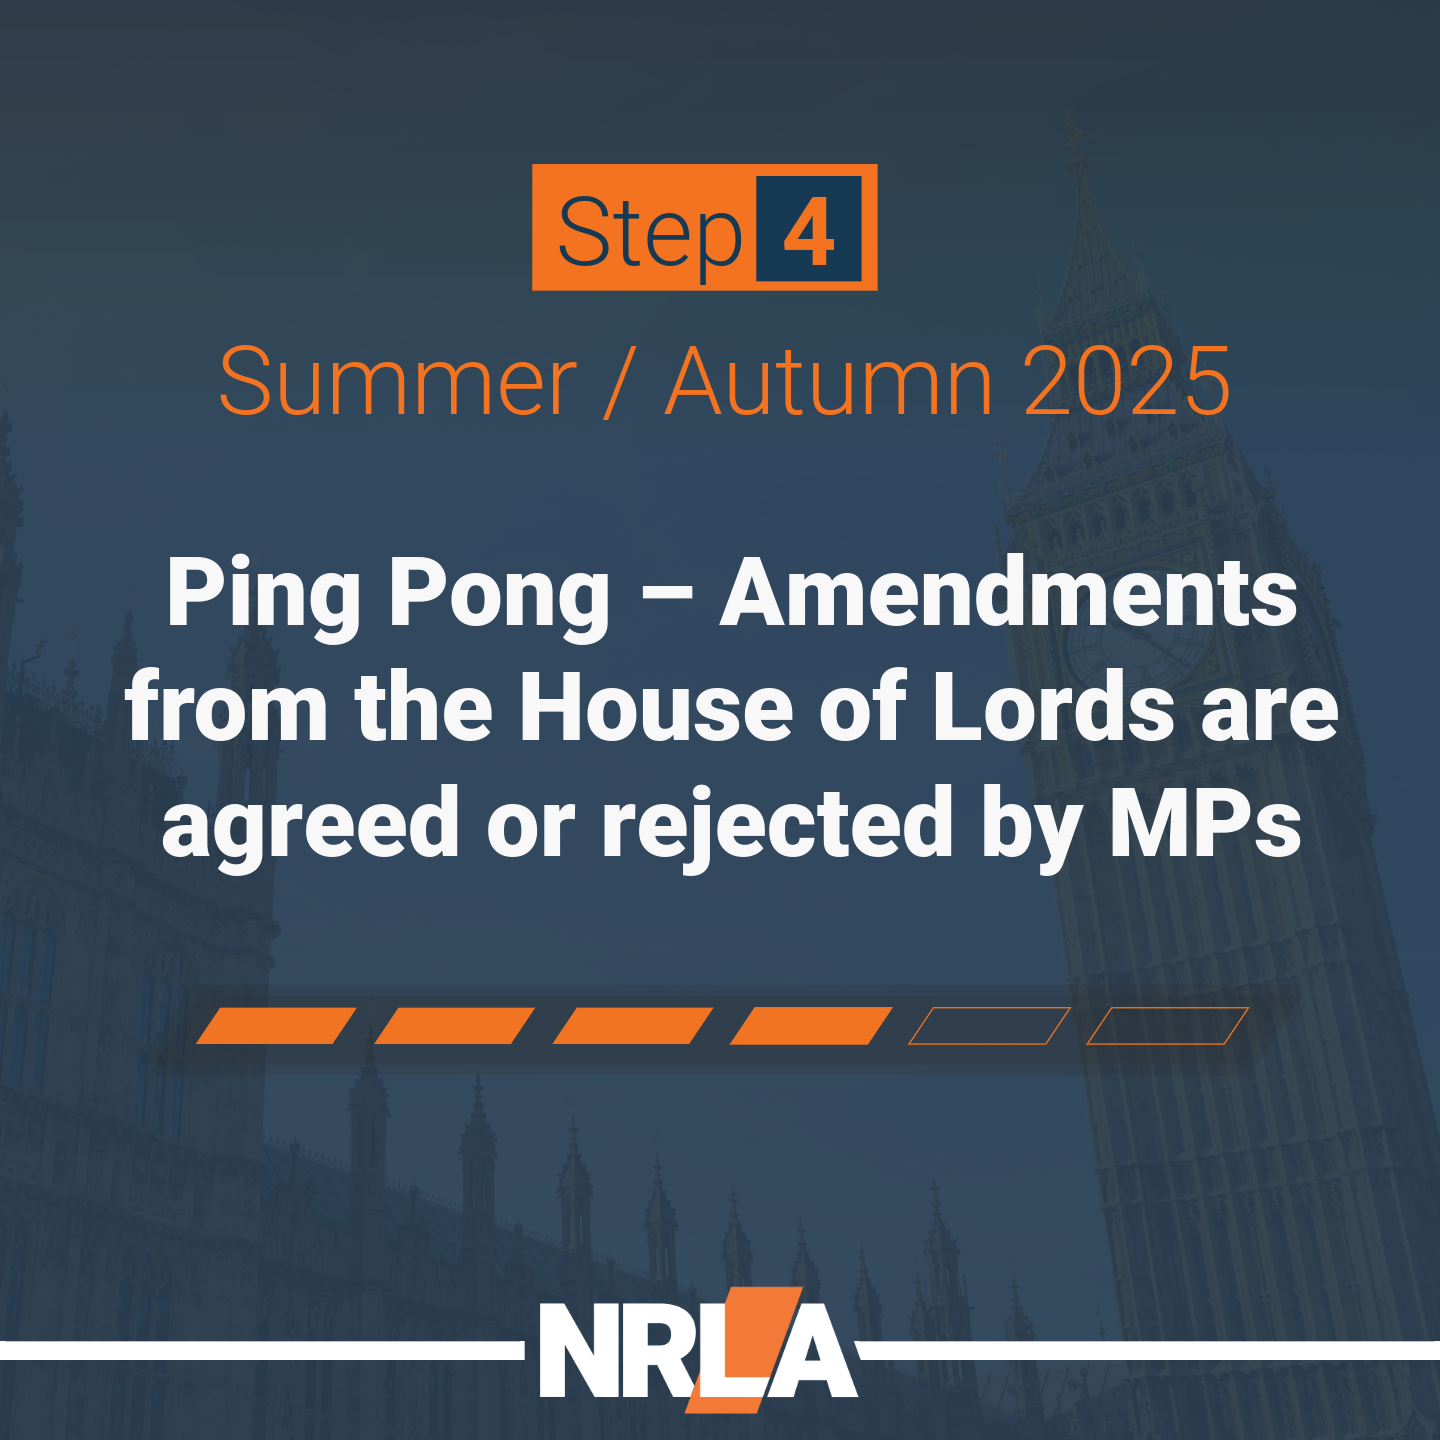 Step 4
Summer / Autumn 2025
Ping Pong – Amendments
from the House of Lords are
agreed or rejected by MPs
NRLA